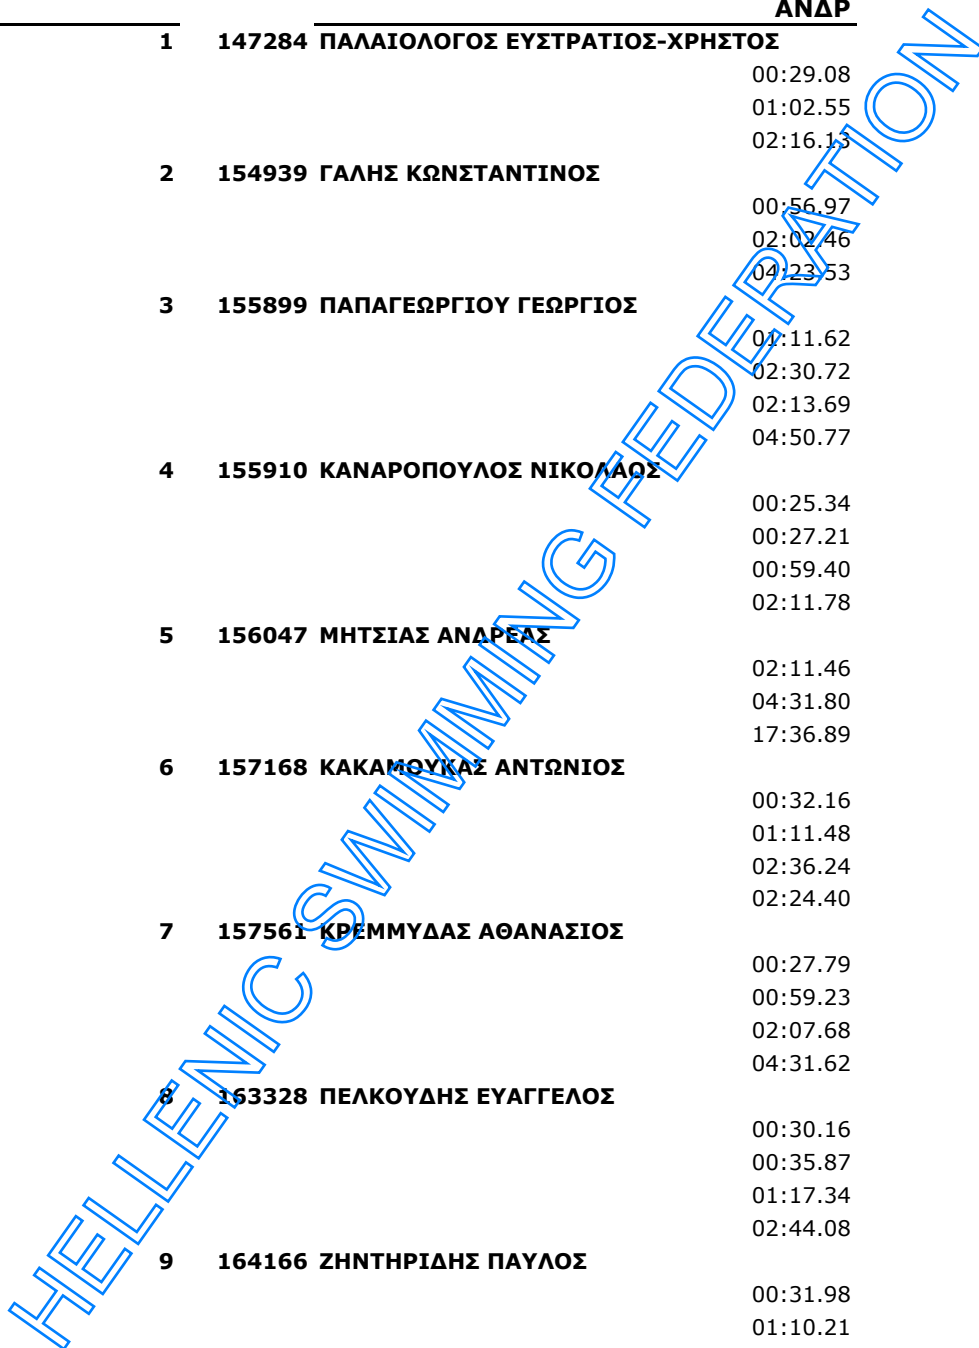 ΑΝΔΡ
1 147284 ΠΑΛΑΙΟΛΟΓΟΣ ΕΥΣΤΡΑΤΙΟΣ-ΧΡΗΣΤΟΣ
00:29.08
01:02.55
02:16.13
2 154939 ΓΑΛΗΣ ΚΩΝΣΤΑΝΤΙΝΟΣ
00:56.97
02:02.46
04:23.53
3 155899 ΠΑΠΑΓΕΩΡΓΙΟΥ ΓΕΩΡΓΙΟΣ
01:11.62
02:30.72
02:13.69
04:50.77
4 155910 ΚΑΝΑΡΟΠΟΥΛΟΣ ΝΙΚΟΛΑΟΣ
00:25.34
00:27.21
00:59.40
02:11.78
5 156047 ΜΗΤΣΙΑΣ ΑΝΔΡΕΑΣ
02:11.46
04:31.80
17:36.89
6 157168 ΚΑΚΑΜΟΥΚΑΣ ΑΝΤΩΝΙΟΣ
00:32.16
01:11.48
02:36.24
02:24.40
7 157561 ΚΡΕΜΜΥΔΑΣ ΑΘΑΝΑΣΙΟΣ
00:27.79
00:59.23
02:07.68
04:31.62
8 163328 ΠΕΛΚΟΥΔΗΣ ΕΥΑΓΓΕΛΟΣ
00:30.16
00:35.87
01:17.34
02:44.08
9 164166 ΖΗΝΤΗΡΙΔΗΣ ΠΑΥΛΟΣ
00:31.98
01:10.21
HELLENIC SWIMMING FEDERATION